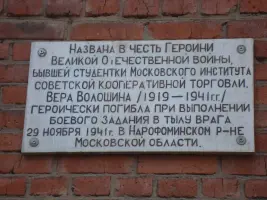 Названа в честь Героини
Великой Отечественной войны,
бывшей студентки Московского института
советской кооперативной торговли.
Вера Волошина /1919—1941гг/
героически погибла при выполнении
боевого задания в тылу врага
29 ноября 1941г. в Нарофоминском р-не
Московской области.